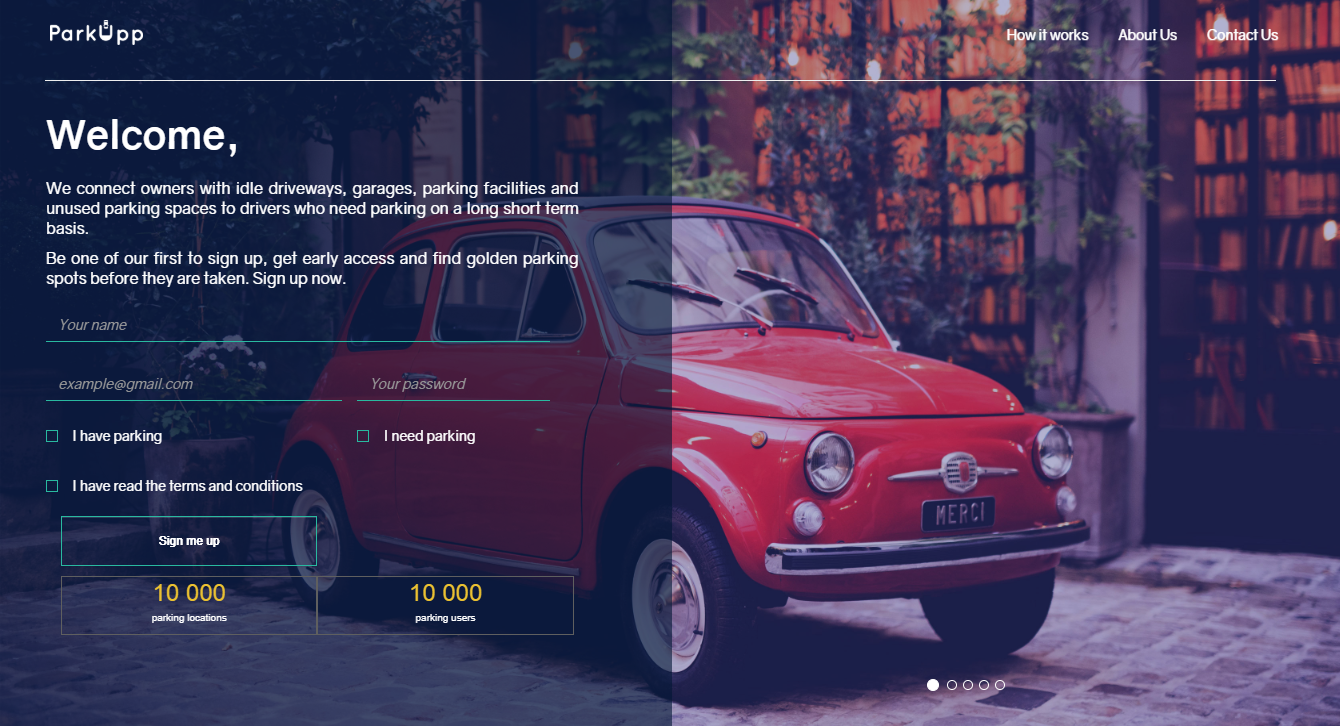 ParkUpp
How it works
About Us
Contact Us
Welcome,
We connect owners with idle driveways, garages, parking facilities and
unused parking spaces to drivers who need parking on a long short term
basis.
Be one of our first to sign up, get early access and find golden parking
spots before they are taken. Sign up now.
Your name
example@gmail.com
Your password
I have parking
I need parking
I have read the terms and conditions
Sign me up
10 000
parking locations
10 000
parking users
MERCI